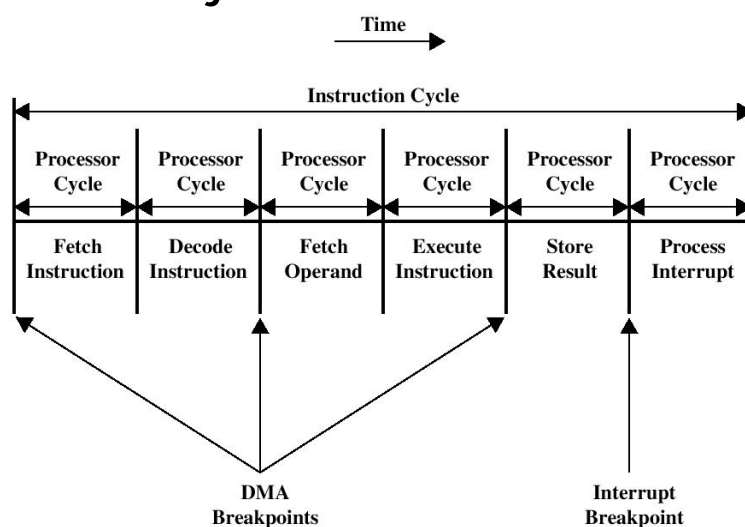 Time
Instruction Cycle
Processor Processor Processor Processor Processor Processor
Cycle Cycle Cycle Cycle Cycle Cycle
Fetch Decode Fetch Execute Store Process
Instruction Instruction Operand Instruction Result Interrupt
DMA Interrupt
Breakpoints Breakpoint